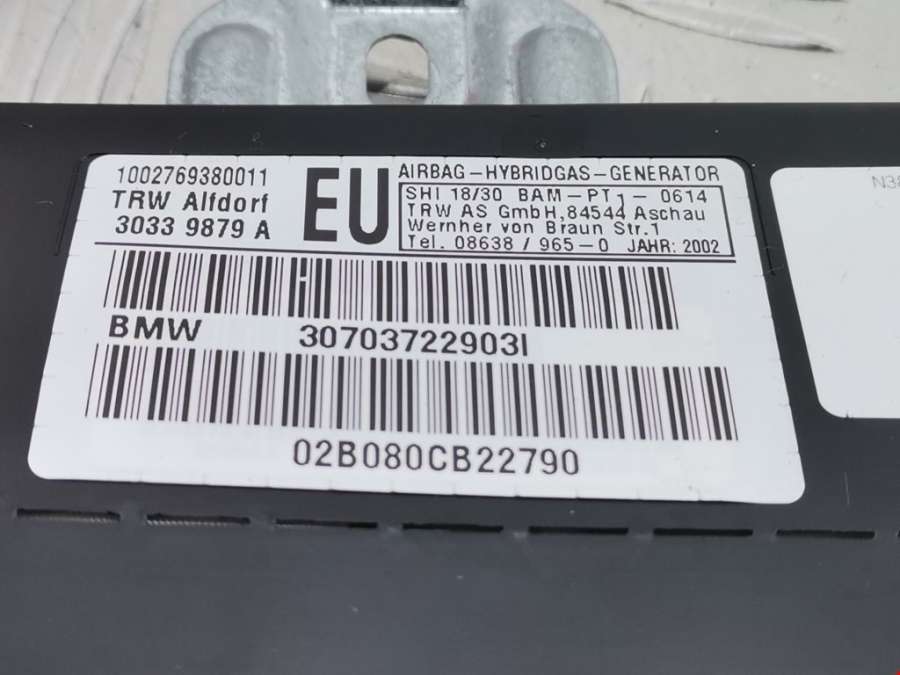 1002769380011
TRW Alfdorf
3033 9879 A
EU
AIRBAG-HYBRIDGAS-GENERATOR
SHI 18/30 BAM-PT1- 0614
TRW AS GmbH,84544 Aschau
Wernher von Braun Str.1
Tel. 08638 / 965-0 JAHR: 2002
BMW 30703722903I
02B080CB22790